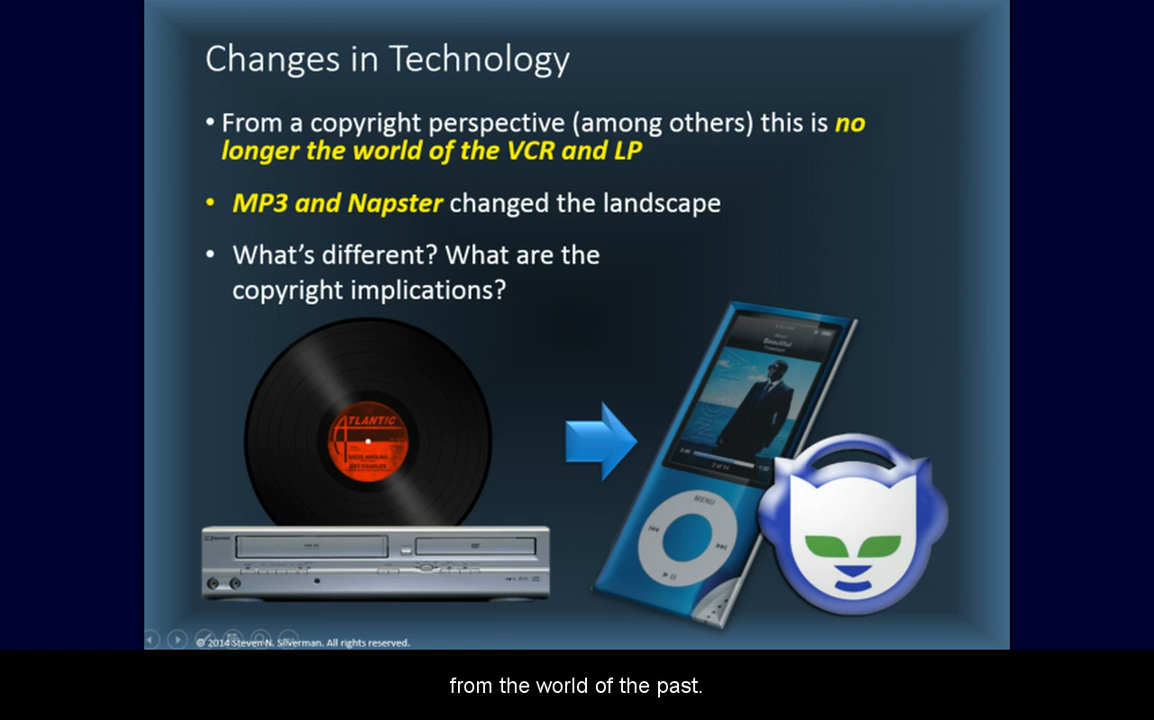 Changes in Technology
• From a copyright perspective (among others) this is no
longer the world of the VCR and LP
• MP3 and Napster changed the landscape
• What's different? What are the
copyright implications?
ATLANTIC
Beautiful
MENU
© 2014 Steven N. Silverman. All rights reserved.
from the world of the past.